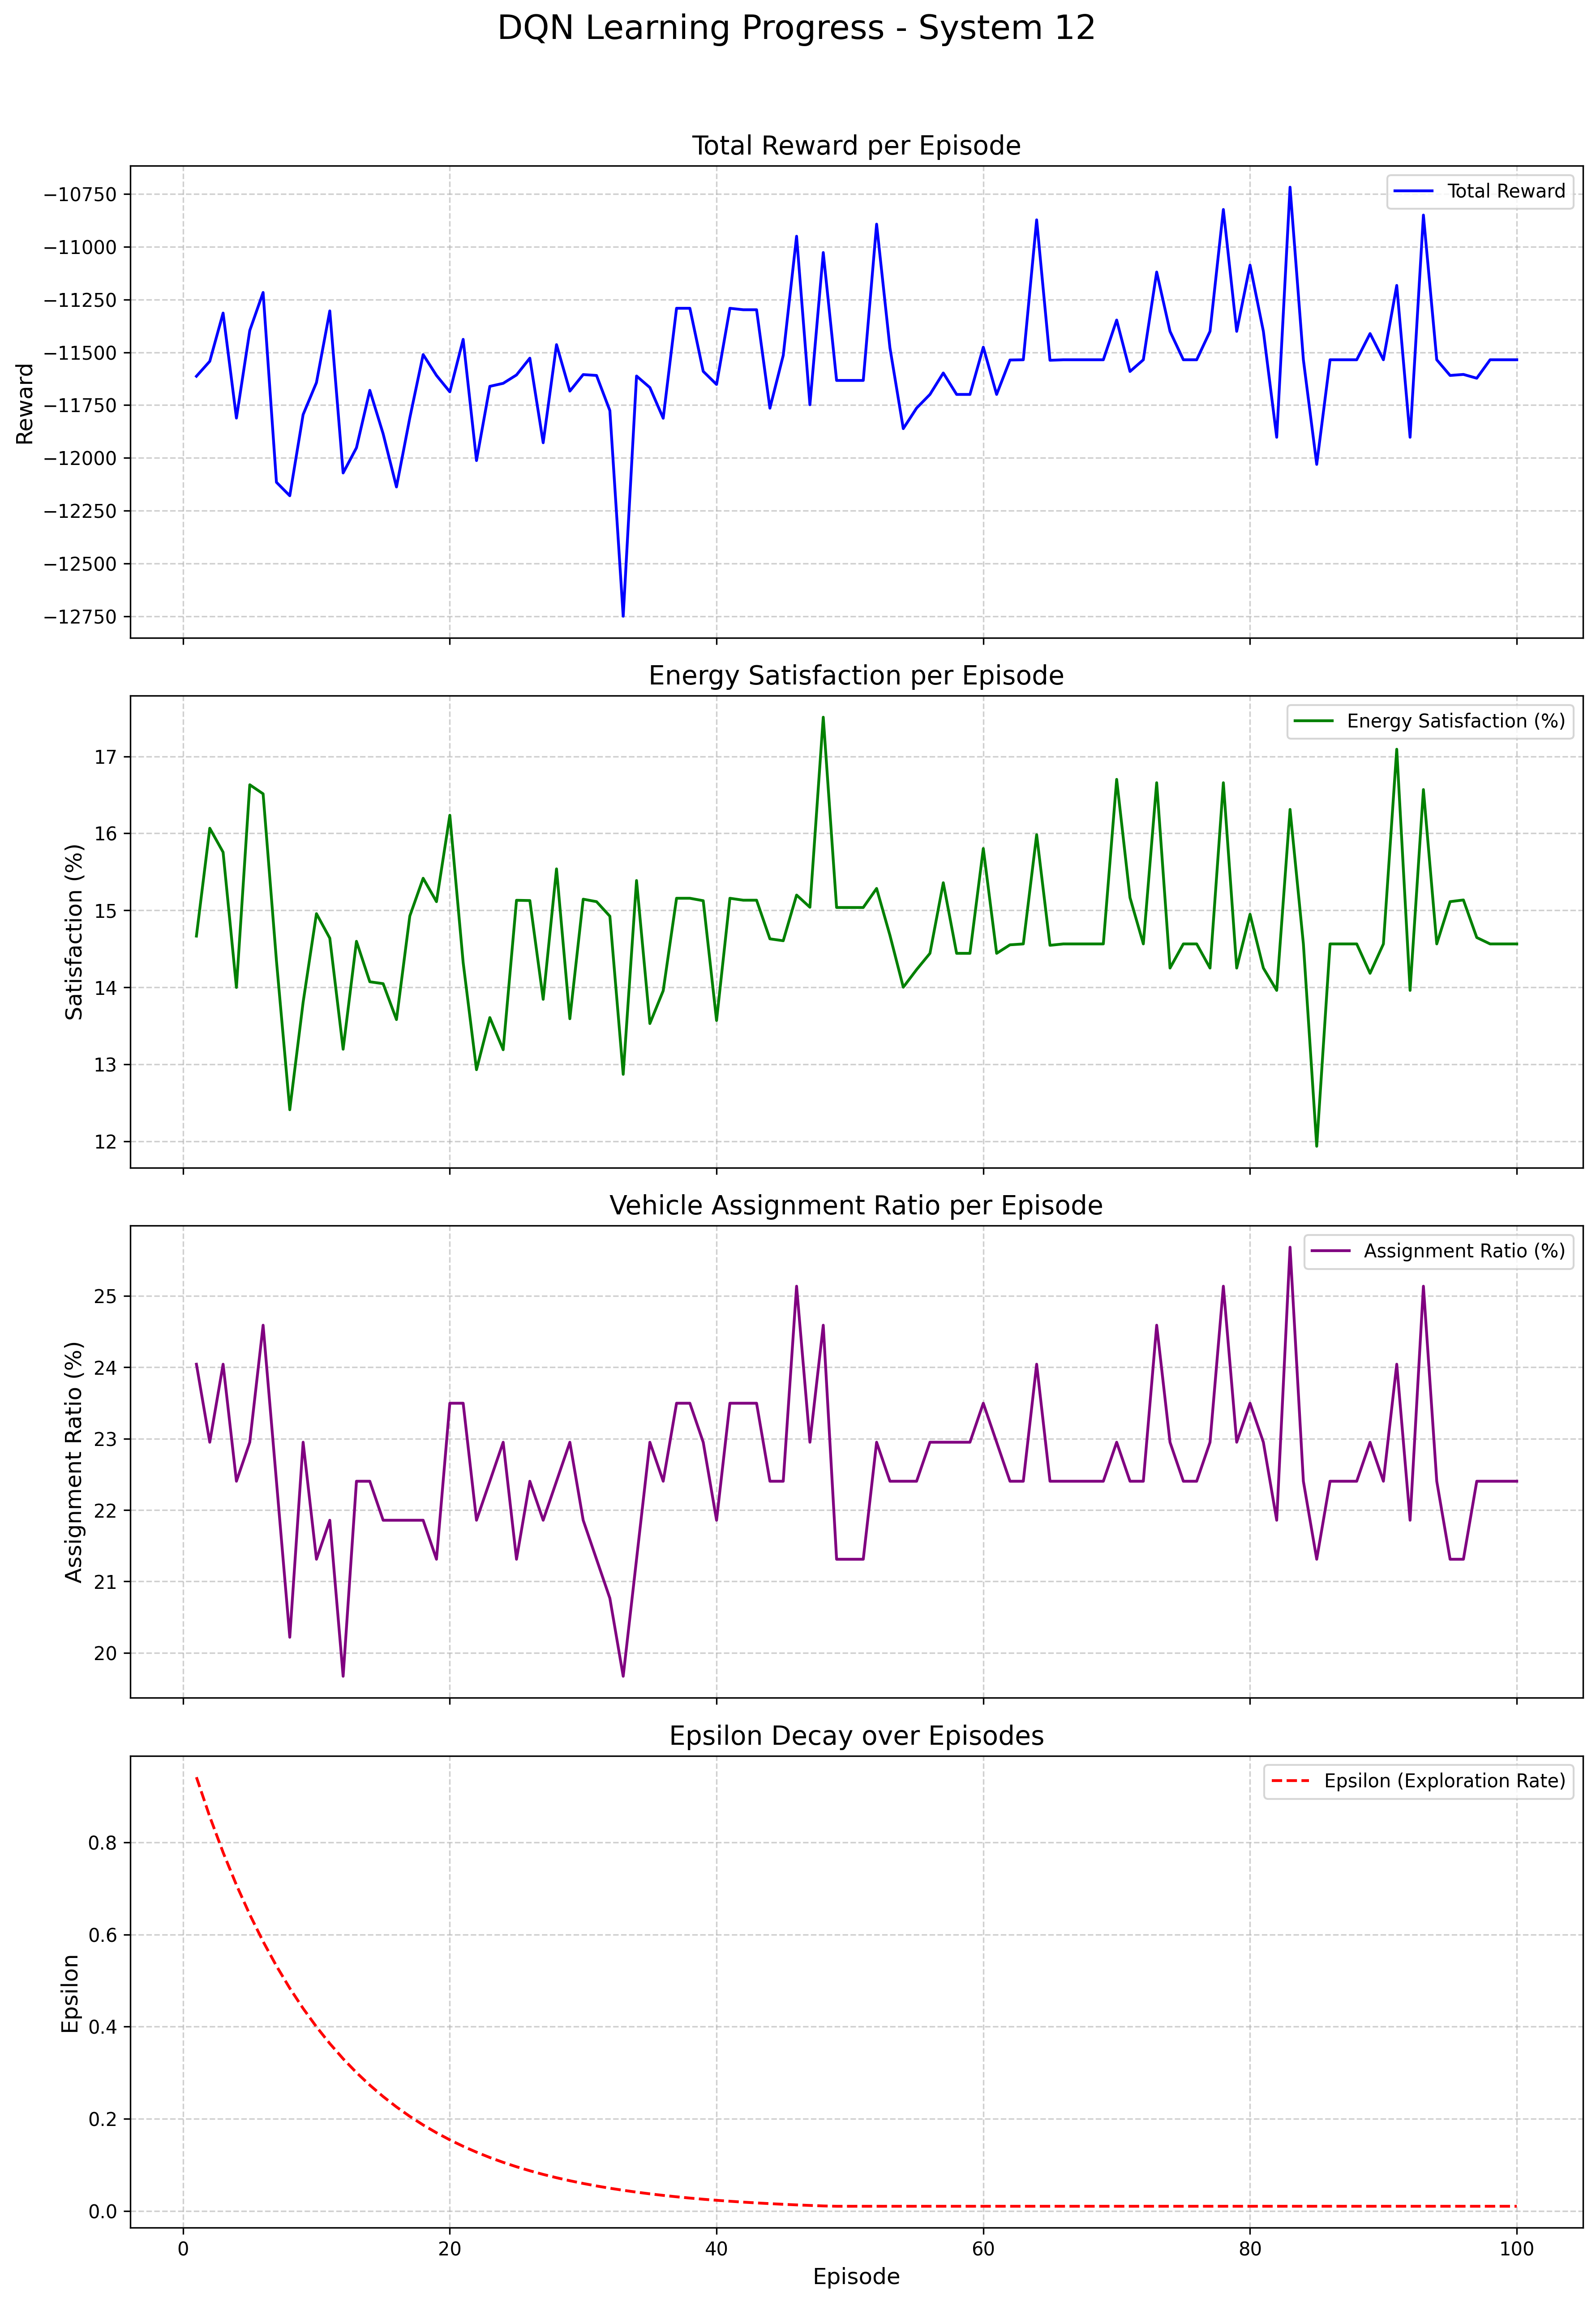 DQN Learning Progress - System 12
Total Reward per Episode
Total Reward
Reward
−10750
−11000
−11250
−11500
−11750
−12000
−12250
−12500
−12750
Energy Satisfaction per Episode
Energy Satisfaction (%)
Satisfaction (%)
17
16
15
14
13
12
Vehicle Assignment Ratio per Episode
Assignment Ratio (%)
Assignment Ratio (%)
25
24
23
22
21
20
Epsilon Decay over Episodes
Epsilon (Exploration Rate)
Epsilon
0.8
0.6
0.4
0.2
0.0
0 20 40 60 80 100
Episode